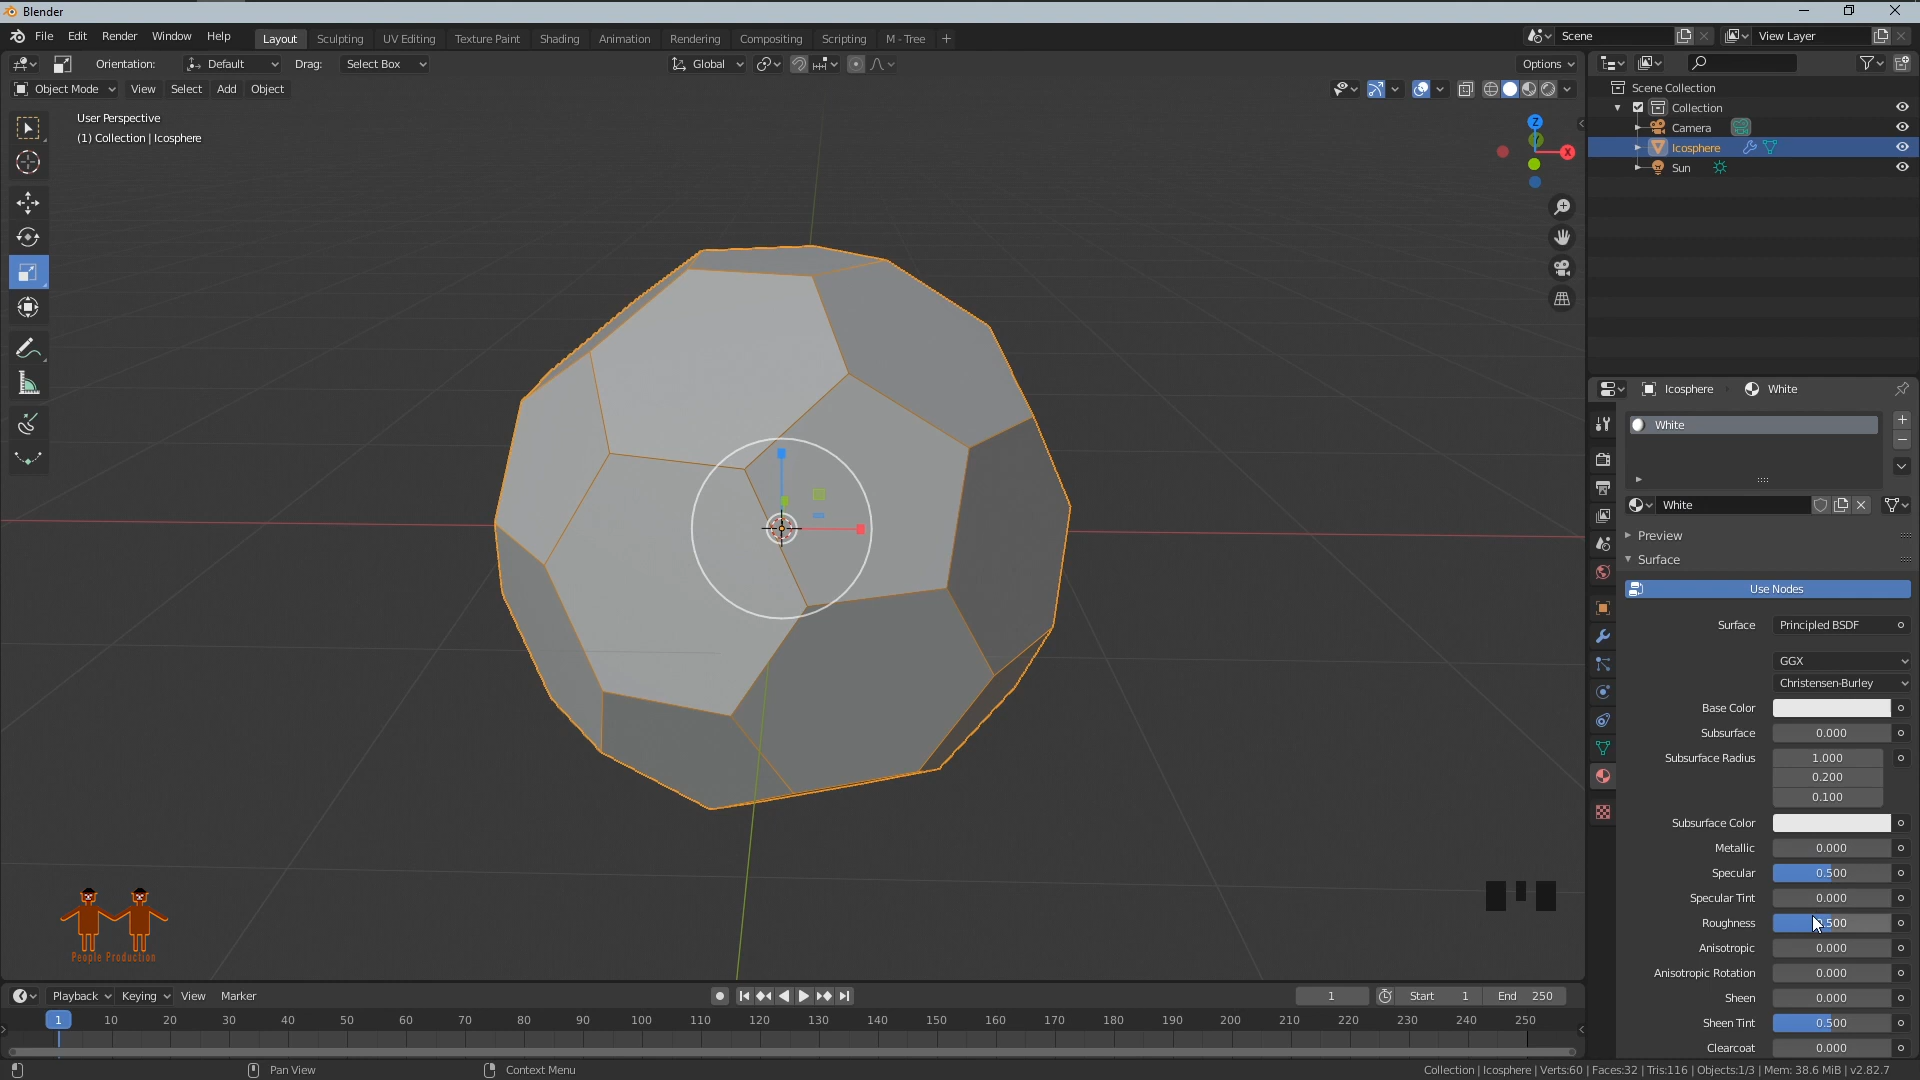 Blender
File Edit Render Window Help Layout Sculpting UV Editing Texture Paint Shading Animation Rendering Compositing Scripting M - Tree + Scene View Layer
Orientation: Default Drag: Select Box Global Options
Object Mode View Select Add Object
User Perspective
(1) Collection | Icosphere
Z
Y
X
Scene Collection
Collection
Camera
Icosphere
Sun
Icosphere White
White
White
Preview
Surface
Use Nodes
Surface Principled BSDF
GGX
Christensen-Burley
Base Color
Subsurface 0.000
Subsurface Radius 1.000
0.200
0.100
Subsurface Color
Metallic 0.000
Specular 0.500
Specular Tint 0.000
Roughness .500
Anisotropic 0.000
Anisotropic Rotation 0.000
Sheen 0.000
Sheen Tint 0.500
Clearcoat 0.000
People Production
Playback Keying View Marker 1 Start 1 End 250
1 10 20 30 40 50 60 70 80 90 100 110 120 130 140 150 160 170 180 190 200 210 220 230 240 250
Pan View Context Menu Collection | Icosphere | Verts:60 | Faces:32 | Tris:116 | Objects:1/3 | Mem: 38.6 MiB | v2.82.7